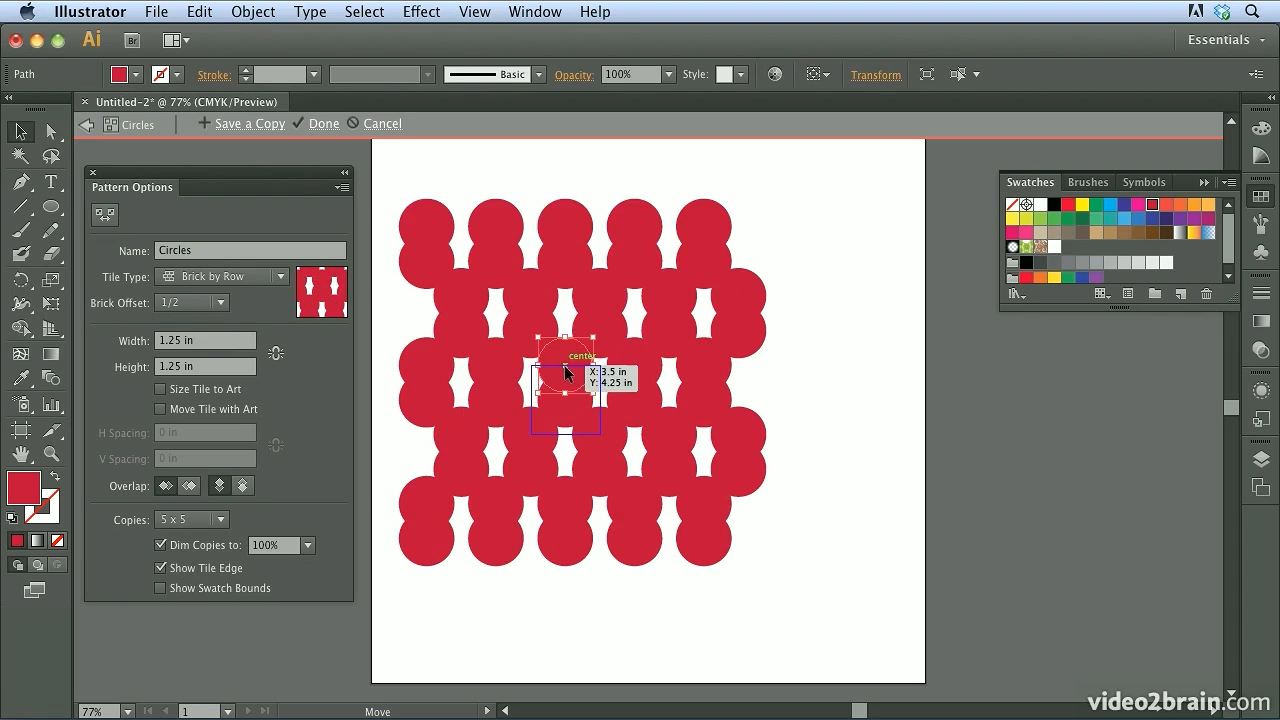 Illustrator File Edit Object Type Select Effect View Window Help
Ai Br Essentials
Path Stroke: Basic Opacity: 100% Style: Transform
× Untitled-2* @ 77% (CMYK/Preview)
Circles + Save a Copy Done Cancel
Pattern Options
Name: Circles
Tile Type: Brick by Row
Brick Offset: 1/2
Width: 1.25 in
Height: 1.25 in
Size Tile to Art
Move Tile with Art
H Spacing: 0 in
V Spacing: 0 in
Overlap:
Copies: 5 x 5
Dim Copies to: 100%
Show Tile Edge
Show Swatch Bounds
center
X: 3.5 in
Y: 4.25 in
Swatches Brushes Symbols
77% 1 Move
video2brain.com